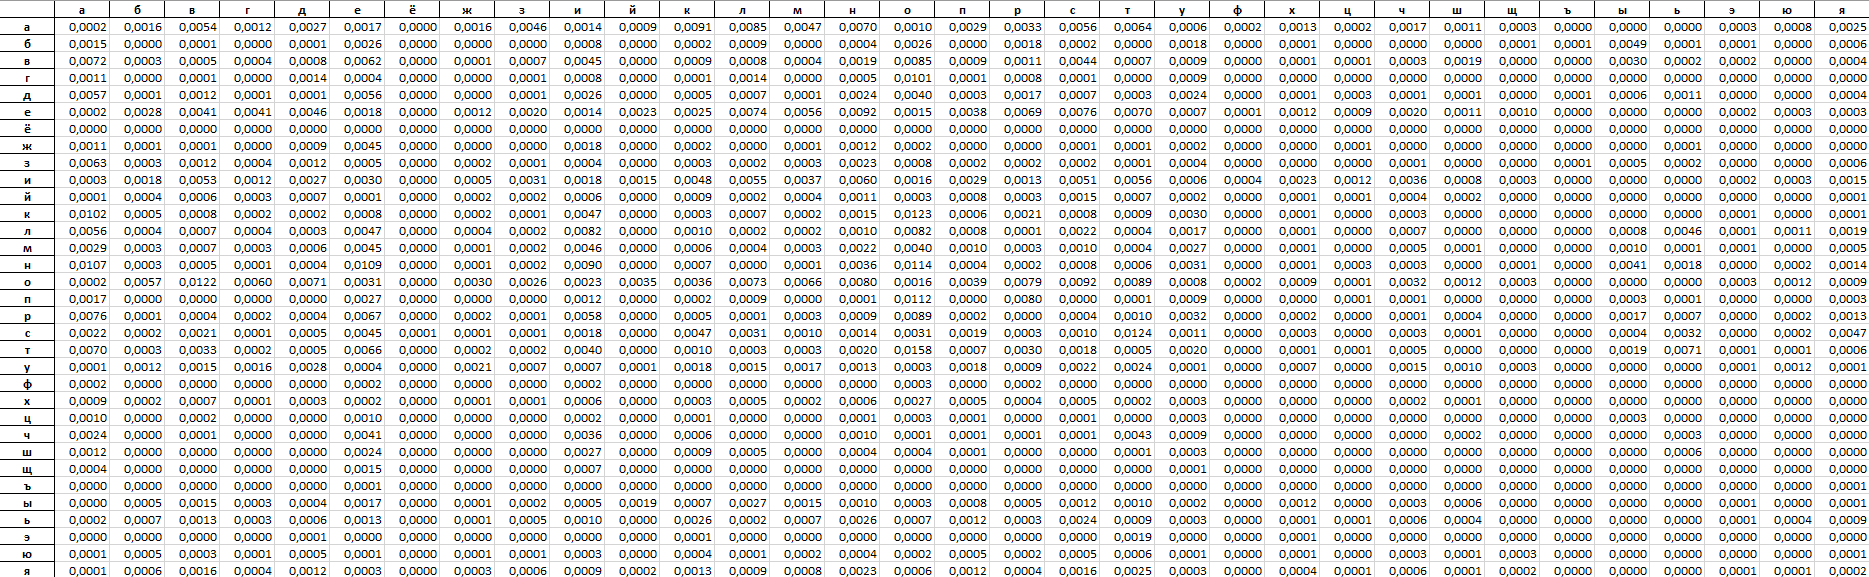 а б в г д е ё ж з и й к л м н о п р с т у ф х ц ч ш щ ъ ы ь э ю я
а 0,0002 0,0016 0,0054 0,0012 0,0027 0,0017 0,0000 0,0016 0,0046 0,0014 0,0009 0,0091 0,0085 0,0047 0,0070 0,0010 0,0029 0,0033 0,0056 0,0064 0,0006 0,0002 0,0013 0,0002 0,0017 0,0011 0,0003 0,0000 0,0000 0,0000 0,0003 0,0008 0,0025
б 0,0015 0,0000 0,0001 0,0000 0,0001 0,0026 0,0000 0,0000 0,0000 0,0008 0,0000 0,0002 0,0009 0,0000 0,0004 0,0026 0,0000 0,0018 0,0002 0,0000 0,0018 0,0000 0,0001 0,0000 0,0000 0,0000 0,0001 0,0001 0,0049 0,0001 0,0001 0,0000 0,0006
в 0,0072 0,0003 0,0005 0,0004 0,0008 0,0062 0,0000 0,0001 0,0007 0,0045 0,0000 0,0009 0,0008 0,0004 0,0019 0,0085 0,0009 0,0011 0,0044 0,0007 0,0009 0,0000 0,0001 0,0001 0,0003 0,0019 0,0000 0,0000 0,0030 0,0002 0,0002 0,0000 0,0004
г 0,0011 0,0000 0,0001 0,0000 0,0014 0,0004 0,0000 0,0000 0,0001 0,0008 0,0000 0,0001 0,0014 0,0000 0,0005 0,0101 0,0001 0,0008 0,0001 0,0000 0,0009 0,0000 0,0000 0,0000 0,0000 0,0000 0,0000 0,0000 0,0000 0,0000 0,0000 0,0000 0,0000
д 0,0057 0,0001 0,0012 0,0001 0,0001 0,0056 0,0000 0,0000 0,0001 0,0026 0,0000 0,0005 0,0007 0,0001 0,0024 0,0040 0,0003 0,0017 0,0007 0,0003 0,0024 0,0000 0,0001 0,0003 0,0001 0,0001 0,0000 0,0001 0,0006 0,0011 0,0000 0,0000 0,0004
е 0,0002 0,0028 0,0041 0,0041 0,0046 0,0018 0,0000 0,0012 0,0020 0,0014 0,0023 0,0025 0,0074 0,0056 0,0092 0,0015 0,0038 0,0069 0,0076 0,0070 0,0007 0,0001 0,0012 0,0009 0,0020 0,0011 0,0010 0,0000 0,0000 0,0000 0,0002 0,0003 0,0003
ё 0,0000 0,0000 0,0000 0,0000 0,0000 0,0000 0,0000 0,0000 0,0000 0,0000 0,0000 0,0000 0,0000 0,0000 0,0000 0,0000 0,0000 0,0000 0,0000 0,0000 0,0000 0,0000 0,0000 0,0000 0,0000 0,0000 0,0000 0,0000 0,0000 0,0000 0,0000 0,0000 0,0000
ж 0,0011 0,0001 0,0001 0,0000 0,0009 0,0045 0,0000 0,0000 0,0000 0,0018 0,0000 0,0002 0,0000 0,0001 0,0012 0,0002 0,0000 0,0000 0,0001 0,0001 0,0002 0,0000 0,0000 0,0001 0,0000 0,0000 0,0000 0,0000 0,0000 0,0001 0,0000 0,0000 0,0000
з 0,0063 0,0003 0,0012 0,0004 0,0012 0,0005 0,0000 0,0002 0,0001 0,0004 0,0000 0,0003 0,0002 0,0003 0,0023 0,0008 0,0002 0,0002 0,0002 0,0001 0,0004 0,0000 0,0000 0,0000 0,0001 0,0000 0,0000 0,0001 0,0005 0,0002 0,0000 0,0000 0,0006
и 0,0003 0,0018 0,0053 0,0012 0,0027 0,0030 0,0000 0,0005 0,0031 0,0018 0,0015 0,0048 0,0055 0,0037 0,0060 0,0016 0,0029 0,0013 0,0051 0,0056 0,0006 0,0004 0,0023 0,0012 0,0036 0,0008 0,0003 0,0000 0,0000 0,0000 0,0002 0,0003 0,0015
й 0,0001 0,0004 0,0006 0,0003 0,0007 0,0001 0,0000 0,0002 0,0002 0,0006 0,0000 0,0009 0,0002 0,0004 0,0011 0,0003 0,0008 0,0003 0,0015 0,0007 0,0002 0,0000 0,0001 0,0001 0,0004 0,0002 0,0000 0,0000 0,0000 0,0000 0,0000 0,0000 0,0001
к 0,0102 0,0005 0,0008 0,0002 0,0002 0,0008 0,0000 0,0002 0,0001 0,0047 0,0000 0,0003 0,0007 0,0002 0,0015 0,0123 0,0006 0,0021 0,0008 0,0009 0,0030 0,0000 0,0001 0,0000 0,0003 0,0000 0,0000 0,0000 0,0000 0,0000 0,0001 0,0000 0,0001
л 0,0056 0,0004 0,0007 0,0004 0,0003 0,0047 0,0000 0,0004 0,0002 0,0082 0,0000 0,0010 0,0002 0,0002 0,0010 0,0082 0,0008 0,0001 0,0022 0,0004 0,0017 0,0000 0,0001 0,0000 0,0007 0,0000 0,0000 0,0000 0,0008 0,0046 0,0001 0,0011 0,0019
м 0,0029 0,0003 0,0007 0,0003 0,0006 0,0045 0,0000 0,0001 0,0002 0,0046 0,0000 0,0006 0,0004 0,0003 0,0022 0,0040 0,0010 0,0003 0,0010 0,0004 0,0027 0,0000 0,0001 0,0000 0,0005 0,0001 0,0000 0,0000 0,0010 0,0001 0,0001 0,0000 0,0005
н 0,0107 0,0003 0,0005 0,0001 0,0004 0,0109 0,0000 0,0001 0,0002 0,0090 0,0000 0,0007 0,0000 0,0001 0,0036 0,0114 0,0004 0,0002 0,0008 0,0006 0,0031 0,0000 0,0001 0,0003 0,0003 0,0000 0,0001 0,0000 0,0041 0,0018 0,0000 0,0002 0,0014
о 0,0002 0,0057 0,0122 0,0060 0,0071 0,0031 0,0000 0,0030 0,0026 0,0023 0,0035 0,0036 0,0073 0,0066 0,0080 0,0016 0,0039 0,0079 0,0092 0,0089 0,0008 0,0002 0,0009 0,0001 0,0032 0,0012 0,0003 0,0000 0,0000 0,0000 0,0003 0,0012 0,0009
п 0,0017 0,0000 0,0000 0,0000 0,0000 0,0027 0,0000 0,0000 0,0000 0,0012 0,0000 0,0002 0,0009 0,0000 0,0001 0,0112 0,0000 0,0080 0,0000 0,0001 0,0009 0,0000 0,0000 0,0001 0,0001 0,0000 0,0000 0,0000 0,0003 0,0001 0,0000 0,0000 0,0003
р 0,0076 0,0001 0,0004 0,0002 0,0004 0,0067 0,0000 0,0002 0,0001 0,0058 0,0000 0,0005 0,0001 0,0003 0,0009 0,0089 0,0002 0,0000 0,0004 0,0010 0,0032 0,0000 0,0002 0,0000 0,0001 0,0004 0,0000 0,0000 0,0017 0,0007 0,0000 0,0002 0,0013
с 0,0022 0,0002 0,0021 0,0001 0,0005 0,0045 0,0001 0,0001 0,0001 0,0018 0,0000 0,0047 0,0031 0,0010 0,0014 0,0031 0,0019 0,0003 0,0010 0,0124 0,0011 0,0000 0,0003 0,0000 0,0003 0,0001 0,0000 0,0000 0,0004 0,0032 0,0000 0,0002 0,0047
т 0,0070 0,0003 0,0033 0,0002 0,0005 0,0066 0,0000 0,0002 0,0002 0,0040 0,0000 0,0010 0,0003 0,0003 0,0020 0,0158 0,0007 0,0030 0,0018 0,0005 0,0020 0,0000 0,0001 0,0001 0,0005 0,0000 0,0000 0,0000 0,0019 0,0071 0,0001 0,0001 0,0006
у 0,0001 0,0012 0,0015 0,0016 0,0028 0,0004 0,0000 0,0021 0,0007 0,0007 0,0001 0,0018 0,0015 0,0017 0,0013 0,0003 0,0018 0,0009 0,0022 0,0024 0,0001 0,0000 0,0007 0,0000 0,0015 0,0010 0,0003 0,0000 0,0000 0,0000 0,0001 0,0012 0,0001
ф 0,0002 0,0000 0,0000 0,0000 0,0000 0,0002 0,0000 0,0000 0,0000 0,0002 0,0000 0,0000 0,0000 0,0000 0,0000 0,0003 0,0000 0,0002 0,0000 0,0000 0,0000 0,0000 0,0000 0,0000 0,0000 0,0000 0,0000 0,0000 0,0000 0,0000 0,0000 0,0000 0,0000
х 0,0009 0,0002 0,0007 0,0001 0,0003 0,0002 0,0000 0,0001 0,0001 0,0006 0,0000 0,0003 0,0005 0,0002 0,0006 0,0027 0,0005 0,0004 0,0005 0,0002 0,0003 0,0000 0,0000 0,0000 0,0002 0,0001 0,0000 0,0000 0,0000 0,0000 0,0000 0,0000 0,0000
ц 0,0010 0,0000 0,0002 0,0000 0,0000 0,0010 0,0000 0,0000 0,0000 0,0002 0,0000 0,0001 0,0000 0,0000 0,0001 0,0003 0,0001 0,0000 0,0001 0,0000 0,0003 0,0000 0,0000 0,0000 0,0000 0,0000 0,0000 0,0000 0,0003 0,0000 0,0000 0,0000 0,0000
ч 0,0024 0,0000 0,0001 0,0000 0,0000 0,0041 0,0000 0,0000 0,0000 0,0036 0,0000 0,0006 0,0000 0,0000 0,0010 0,0001 0,0001 0,0001 0,0001 0,0043 0,0009 0,0000 0,0000 0,0000 0,0000 0,0002 0,0000 0,0000 0,0000 0,0003 0,0000 0,0000 0,0000
ш 0,0012 0,0000 0,0000 0,0000 0,0000 0,0024 0,0000 0,0000 0,0000 0,0027 0,0000 0,0009 0,0005 0,0000 0,0004 0,0004 0,0001 0,0000 0,0000 0,0001 0,0003 0,0000 0,0000 0,0000 0,0000 0,0000 0,0000 0,0000 0,0000 0,0006 0,0000 0,0000 0,0000
щ 0,0004 0,0000 0,0000 0,0000 0,0000 0,0015 0,0000 0,0000 0,0000 0,0007 0,0000 0,0000 0,0000 0,0000 0,0000 0,0000 0,0000 0,0000 0,0000 0,0000 0,0001 0,0000 0,0000 0,0000 0,0000 0,0000 0,0000 0,0000 0,0000 0,0000 0,0000 0,0000 0,0000
ъ 0,0000 0,0000 0,0000 0,0000 0,0000 0,0001 0,0000 0,0000 0,0000 0,0000 0,0000 0,0000 0,0000 0,0000 0,0000 0,0000 0,0000 0,0000 0,0000 0,0000 0,0000 0,0000 0,0000 0,0000 0,0000 0,0000 0,0000 0,0000 0,0000 0,0000 0,0000 0,0000 0,0001
ы 0,0000 0,0005 0,0015 0,0003 0,0004 0,0017 0,0000 0,0001 0,0002 0,0005 0,0019 0,0007 0,0027 0,0015 0,0010 0,0003 0,0008 0,0005 0,0012 0,0010 0,0002 0,0000 0,0012 0,0000 0,0003 0,0006 0,0000 0,0000 0,0000 0,0000 0,0001 0,0000 0,0001
ь 0,0002 0,0007 0,0013 0,0003 0,0006 0,0013 0,0000 0,0001 0,0005 0,0010 0,0000 0,0026 0,0002 0,0007 0,0026 0,0007 0,0012 0,0003 0,0024 0,0009 0,0003 0,0000 0,0001 0,0001 0,0006 0,0004 0,0000 0,0000 0,0000 0,0000 0,0001 0,0004 0,0009
э 0,0000 0,0000 0,0000 0,0000 0,0001 0,0000 0,0000 0,0000 0,0000 0,0000 0,0000 0,0001 0,0000 0,0000 0,0000 0,0000 0,0000 0,0000 0,0000 0,0019 0,0000 0,0000 0,0001 0,0000 0,0000 0,0000 0,0000 0,0000 0,0000 0,0000 0,0000 0,0000 0,0000
ю 0,0001 0,0005 0,0003 0,0001 0,0005 0,0001 0,0000 0,0001 0,0001 0,0003 0,0000 0,0004 0,0001 0,0002 0,0004 0,0002 0,0005 0,0002 0,0005 0,0006 0,0001 0,0000 0,0001 0,0000 0,0003 0,0001 0,0003 0,0000 0,0000 0,0000 0,0000 0,0000 0,0001
я 0,0001 0,0006 0,0016 0,0004 0,0012 0,0003 0,0000 0,0003 0,0006 0,0009 0,0002 0,0013 0,0009 0,0008 0,0023 0,0006 0,0012 0,0004 0,0016 0,0025 0,0003 0,0000 0,0004 0,0001 0,0006 0,0001 0,0002 0,0000 0,0000 0,0000 0,0001 0,0001 0,0002